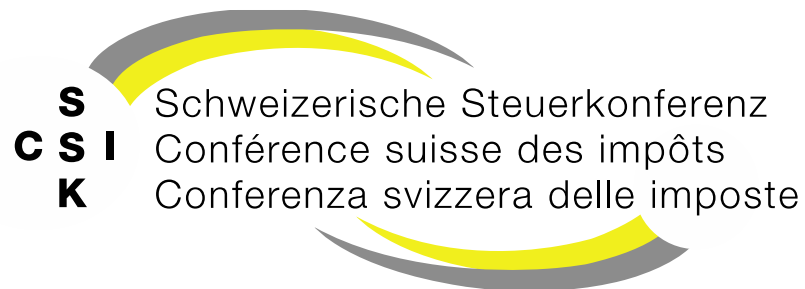 S Schweizerische Steuerkonferenz
C S I Conférence suisse des impôts
K Conferenza svizzera delle imposte